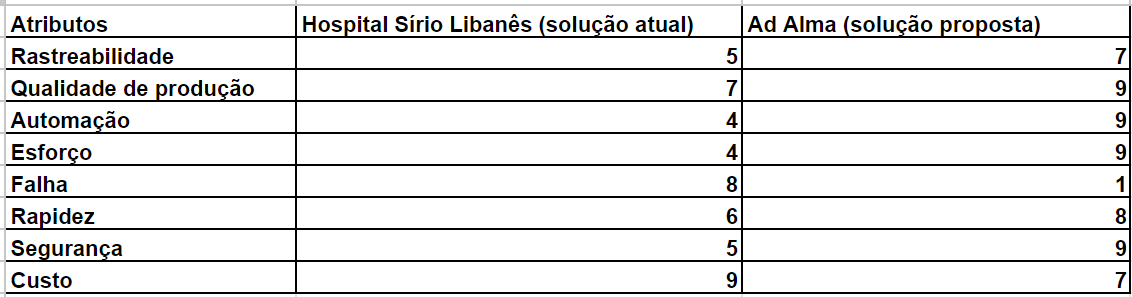 Atributos Hospital Sírio Libanês (solução atual) Ad Alma (solução proposta)
Rastreabilidade 5 7
Qualidade de produção 7 9
Automação 4 9
Esforço 4 9
Falha 8 1
Rapidez 6 8
Segurança 5 9
Custo 9 7